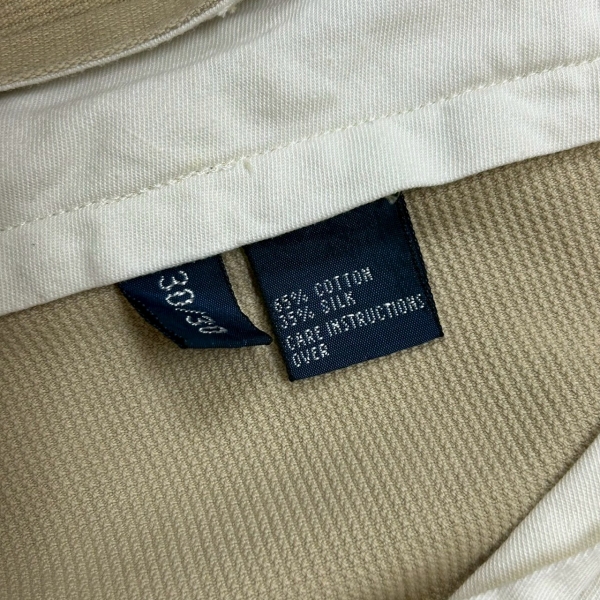 30/30
65% COTTON
35% SILK
CARE INSTRUCTIONS
OVER